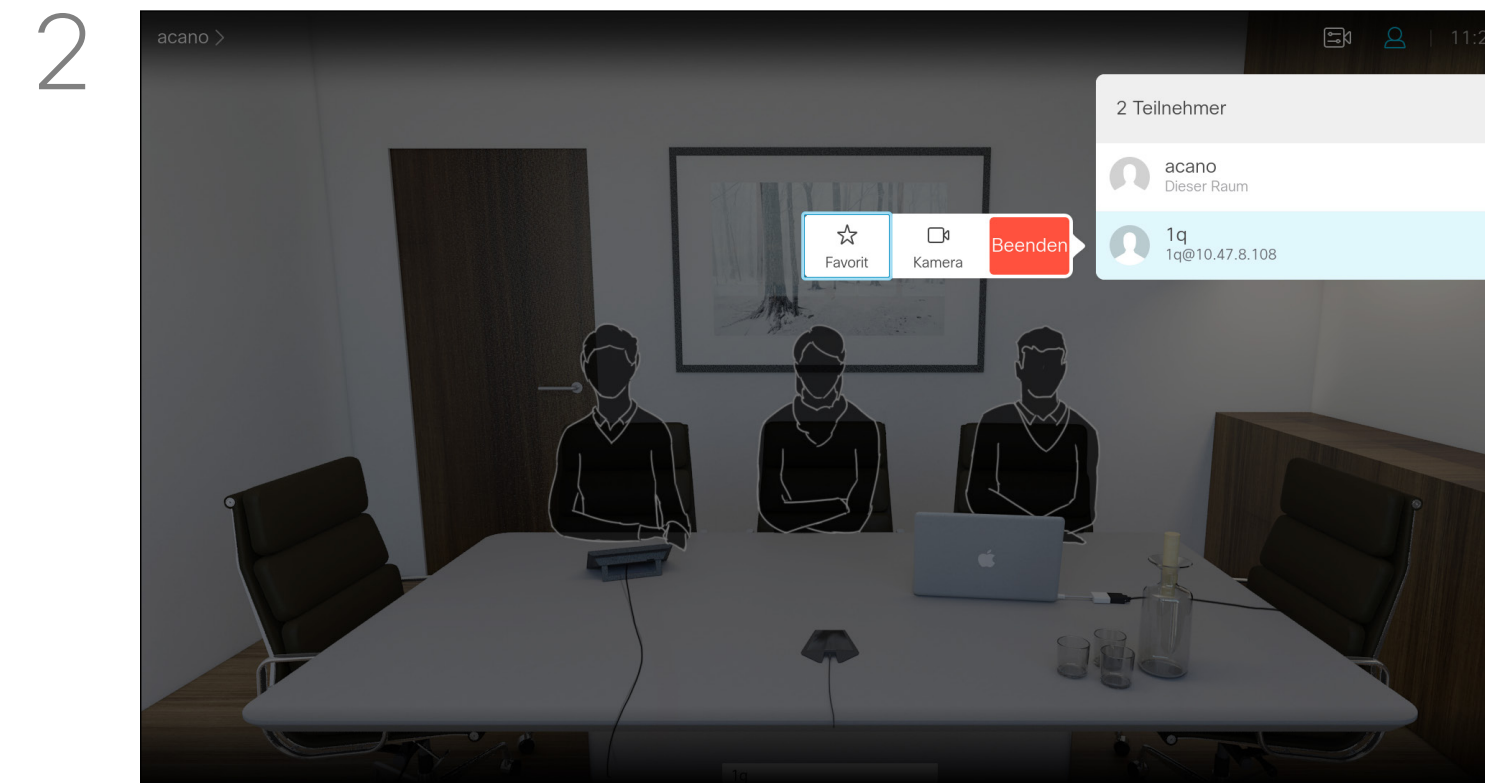 2
acano >
11:2
2 Teilnehmer
acano
Dieser Raum
Favorit
Kamera
Beenden
1q
1q@10.47.8.108
1q